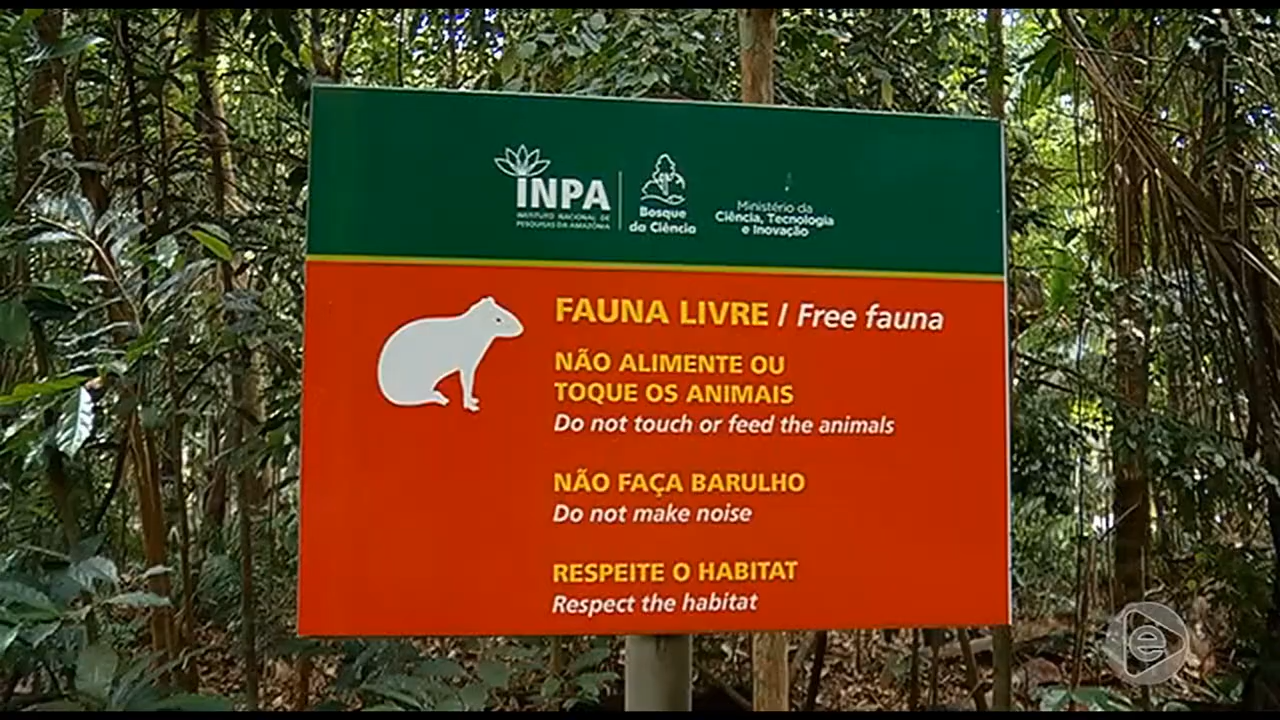 INPA
INSTITUTO NACIONAL DE
PESQUISAS DA AMAZÔNIA
Bosque
da Ciência
Ministério da
Ciência, Tecnologia
e Inovação
FAUNA LIVRE / Free fauna
NÃO ALIMENTE OU
TOQUE OS ANIMAIS
Do not touch or feed the animals
NÃO FAÇA BARULHO
Do not make noise
RESPEITE O HABITAT
Respect the habitat
e